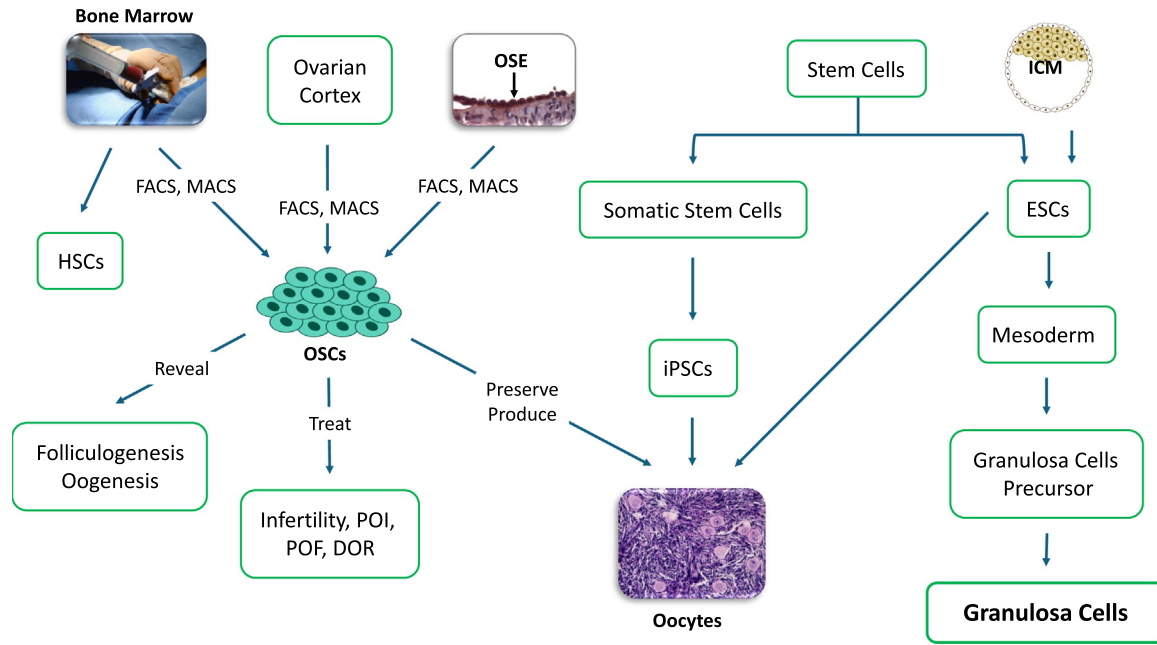 Bone Marrow
Ovarian
Cortex
OSE
Stem Cells
ICM
FACS, MACS
FACS, MACS
FACS, MACS
HSCs
Somatic Stem Cells
ESCs
OSCs
Mesoderm
Reveal
iPSCs
Preserve
Produce
Treat
Folliculogenesis
Oogenesis
Granulosa Cells
Precursor
Infertility, POI,
POF, DOR
Oocytes
Granulosa Cells